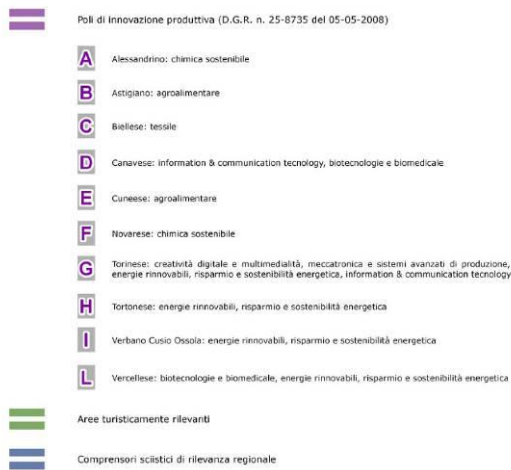 Poli di innovazione produttiva (D.G.R. n. 25-8735 del 05-05-2008)
A Alessandrino: chimica sostenibile
B Astigiano: agroalimentare
C Biellese: tessile
D Canavese: information & communication tecnology, biotecnologie e biomedicale
E Cuneese: agroalimentare
F Novarese: chimica sostenibile
G Torinese: creatività digitale e multimedialità, meccatronica e sistemi avanzati di produzione,
energie rinnovabili, risparmio e sostenibilità energetica, information & communication tecnology
H Tortonese: energie rinnovabili, risparmio e sostenibilità energetica
I Verbano Cusio Ossola: energie rinnovabili, risparmio e sostenibilità energetica
L Vercellese: biotecnologie e biomedicale, energie rinnovabili, risparmio e sostenibilità energetica
Aree turisticamente rilevanti
Comprensori sciistici di rilevanza regionale